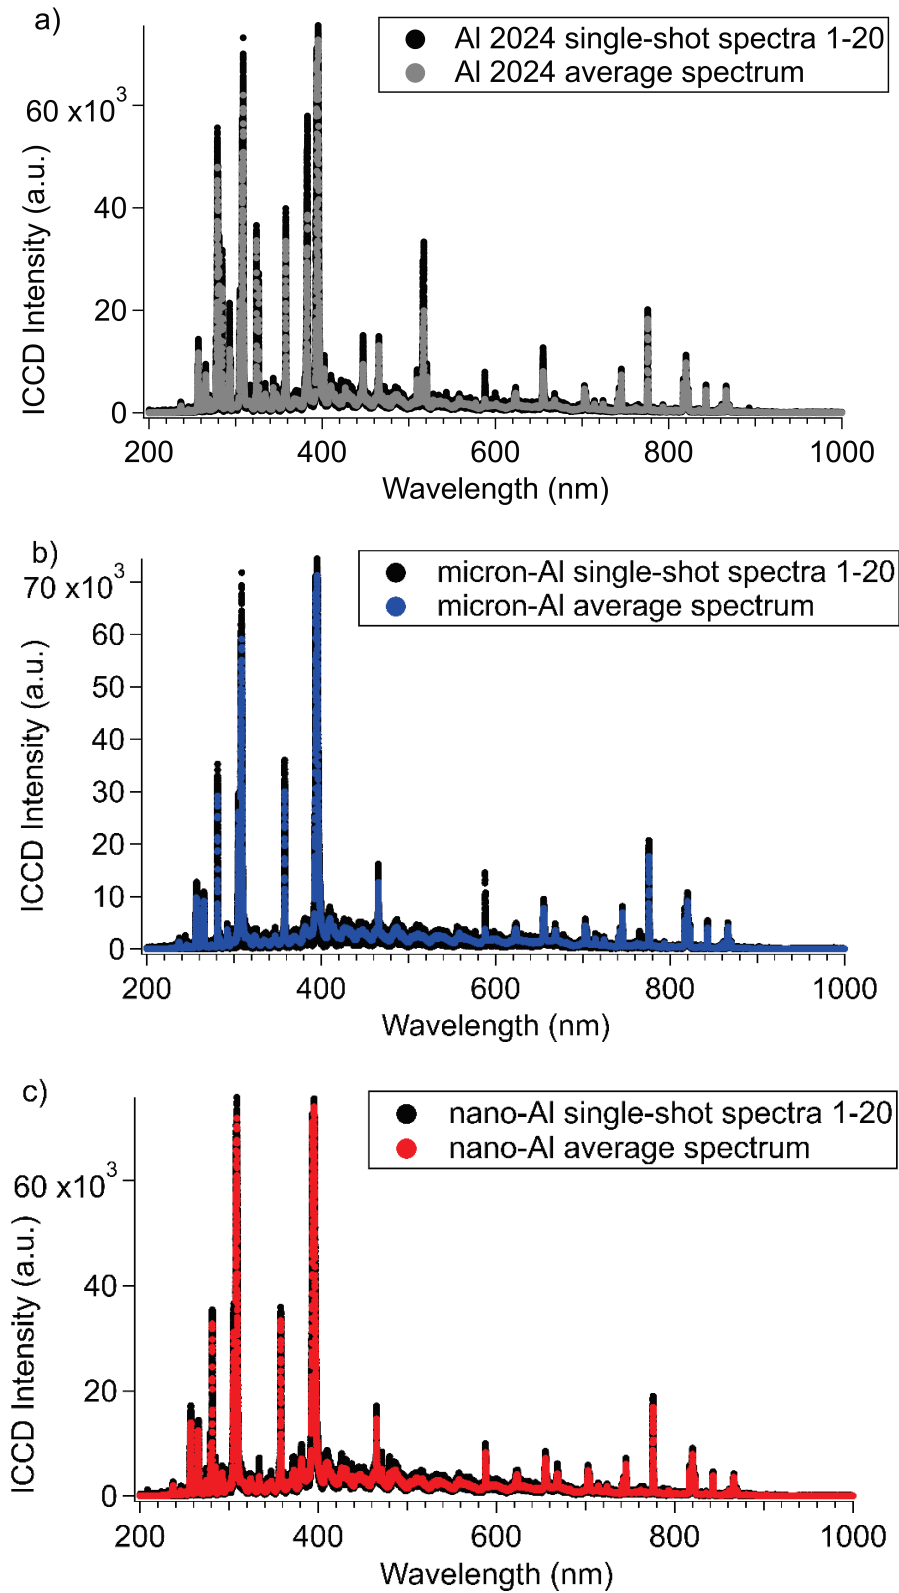 a)
Al 2024 single-shot spectra 1-20
Al 2024 average spectrum
60 x10³
40
20
0
ICCD Intensity (a.u.)
200 400 600 800 1000
Wavelength (nm)
b)
micron-Al single-shot spectra 1-20
micron-Al average spectrum
70 x10³
60
50
40
30
20
10
0
ICCD Intensity (a.u.)
200 400 600 800 1000
Wavelength (nm)
c)
nano-Al single-shot spectra 1-20
nano-Al average spectrum
60 x10³
40
20
0
ICCD Intensity (a.u.)
200 400 600 800 1000
Wavelength (nm)